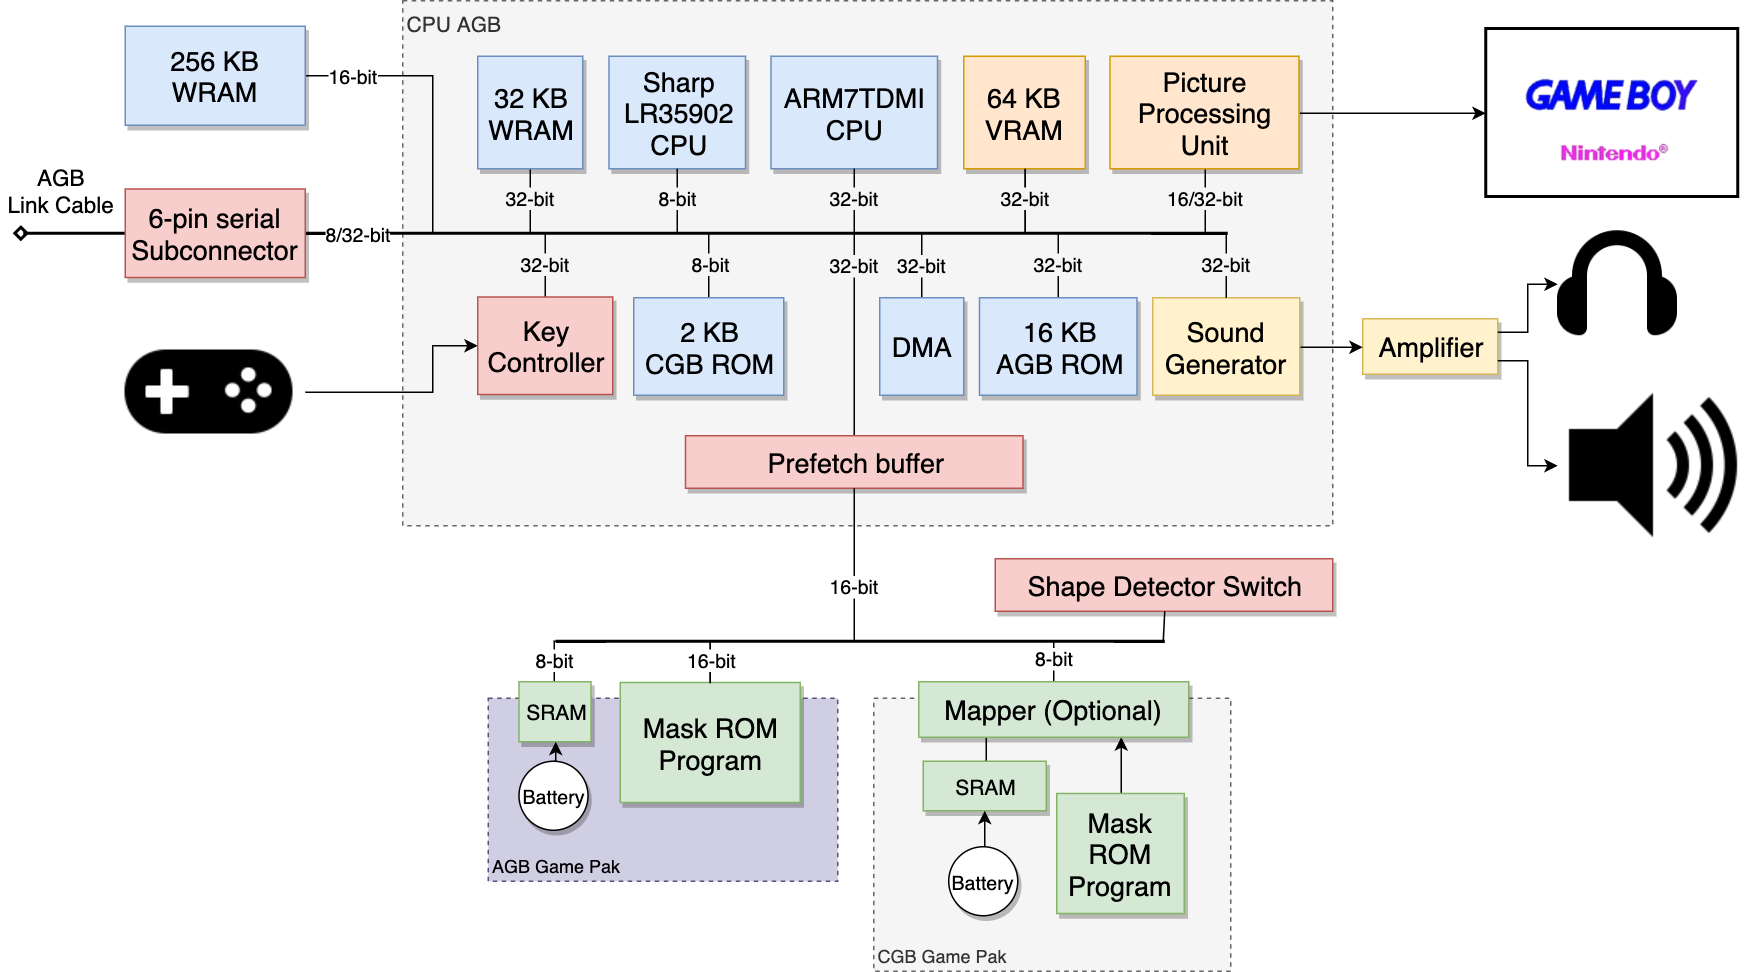 CPU AGB
256 KB
WRAM
16-bit
32 KB
WRAM
Sharp
LR35902
CPU
ARM7TDMI
CPU
64 KB
VRAM
Picture
Processing
Unit
GAME BOY
Nintendo®
32-bit
8-bit
32-bit
32-bit
16/32-bit
AGB
Link Cable
6-pin serial
Subconnector
8/32-bit
32-bit
8-bit
32-bit
32-bit
32-bit
32-bit
Key
Controller
2 KB
CGB ROM
DMA
16 KB
AGB ROM
Sound
Generator
Amplifier
Prefetch buffer
16-bit
Shape Detector Switch
8-bit
16-bit
8-bit
SRAM
Mask ROM
Program
Battery
AGB Game Pak
Mapper (Optional)
SRAM
Mask
ROM
Program
Battery
CGB Game Pak